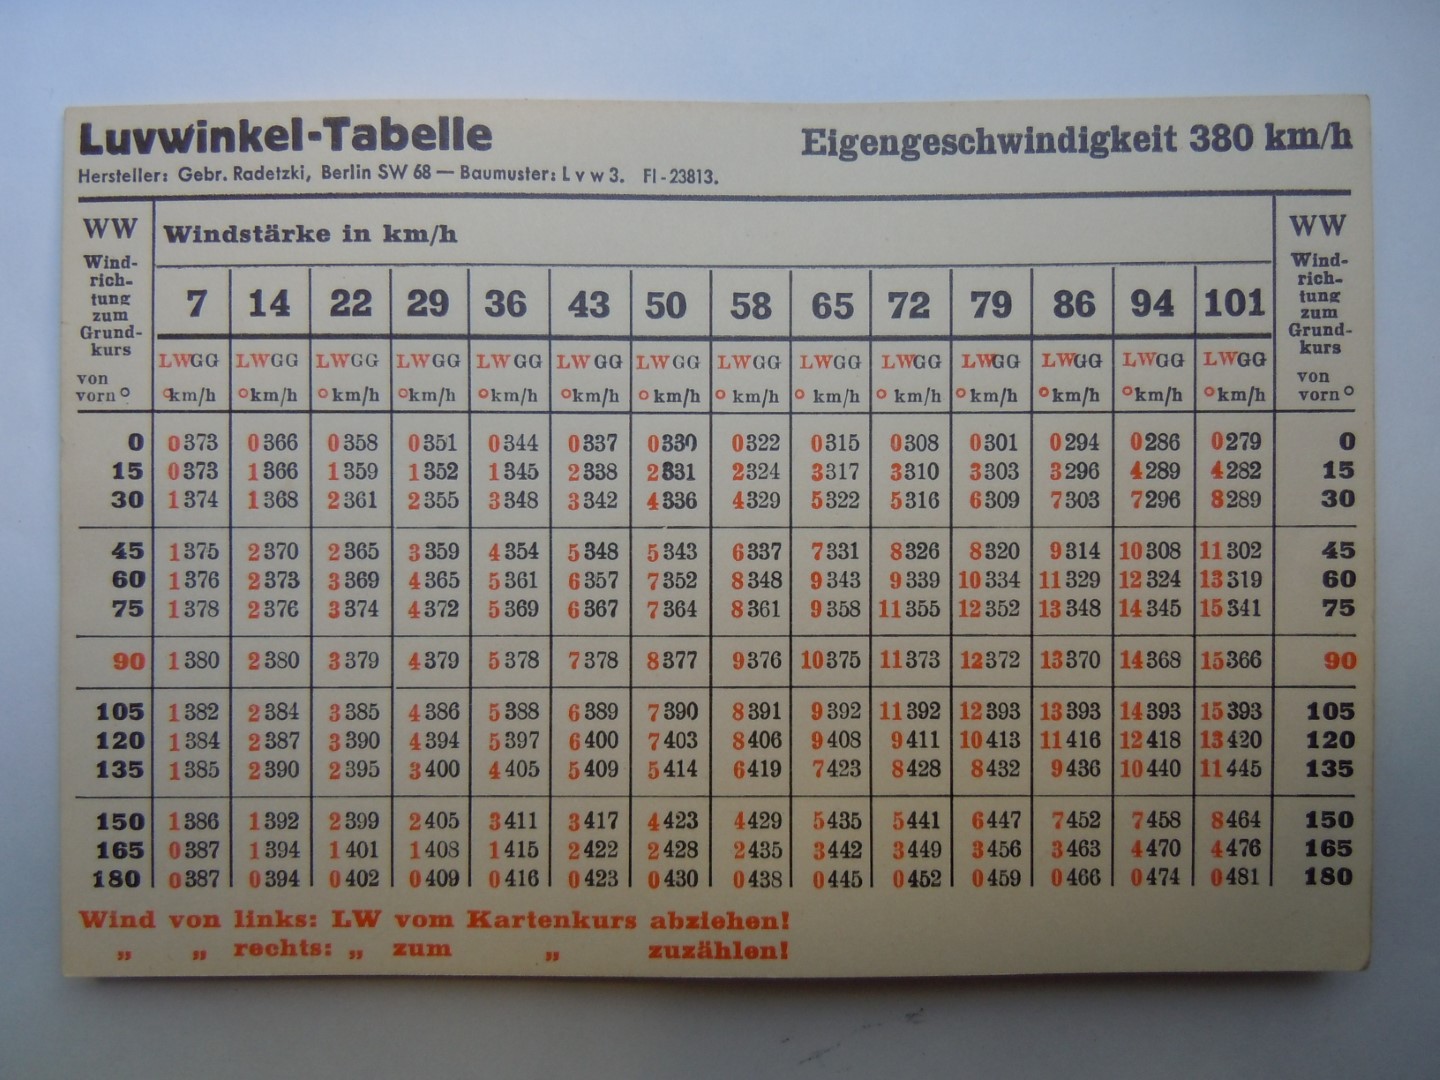 Luvwinkel-Tabelle Eigengeschwindigkeit 380 km/h
Hersteller: Gebr. Radetzki, Berlin SW 68 — Baumuster: L v w 3. Fl-23813.
WW Windstärke in km/h WW
Wind- Wind-
rich- rich-
tung tung
zum zum
Grund- Grund-
kurs kurs
von von
vorn° vorn°
7 14 22 29 36 43 50 58 65 72 79 86 94 101
LW GG LW GG LW GG LW GG LW GG LW GG LW GG LW GG LW GG LW GG LW GG LW GG LW GG LW GG
° km/h ° km/h ° km/h ° km/h ° km/h ° km/h ° km/h ° km/h ° km/h ° km/h ° km/h ° km/h ° km/h ° km/h
0 0 373 0 366 0 358 0 351 0 344 0 337 0 330 0 322 0 315 0 308 0 301 0 294 0 286 0 279 0
15 0 373 1 366 1 359 1 352 1 345 2 338 2 331 2 324 3 317 3 310 3 303 3 296 4 289 4 282 15
30 1 374 1 368 2 361 2 355 3 348 3 342 4 336 4 329 5 322 5 316 6 309 7 303 7 296 8 289 30
45 1 375 2 370 2 365 3 359 4 354 5 348 5 343 6 337 7 331 8 326 8 320 9 314 10 308 11 302 45
60 1 376 2 373 3 369 4 365 5 361 6 357 7 352 8 348 9 343 9 339 10 334 11 329 12 324 13 319 60
75 1 378 2 376 3 374 4 372 5 369 6 367 7 364 8 361 9 358 11 355 12 352 13 348 14 345 15 341 75
90 1 380 2 380 3 379 4 379 5 378 7 378 8 377 9 376 10 375 11 373 12 372 13 370 14 368 15 366 90
105 1 382 2 384 3 385 4 386 5 388 6 389 7 390 8 391 9 392 11 392 12 393 13 393 14 393 15 393 105
120 1 384 2 387 3 390 4 394 5 397 6 400 7 403 8 406 9 408 9 411 10 413 11 416 12 418 13 420 120
135 1 385 2 390 2 395 3 400 4 405 5 409 5 414 6 419 7 423 8 428 8 432 9 436 10 440 11 445 135
150 1 386 1 392 2 399 2 405 3 411 3 417 4 423 4 429 5 435 5 441 6 447 7 452 7 458 8 464 150
165 0 387 1 394 1 401 1 408 1 415 2 422 2 428 2 435 3 442 3 449 3 456 3 463 4 470 4 476 165
180 0 387 0 394 0 402 0 409 0 416 0 423 0 430 0 438 0 445 0 452 0 459 0 466 0 474 0 481 180
Wind von links: LW vom Kartenkurs abziehen!
„ „ rechts: „ zum „ zuzählen!